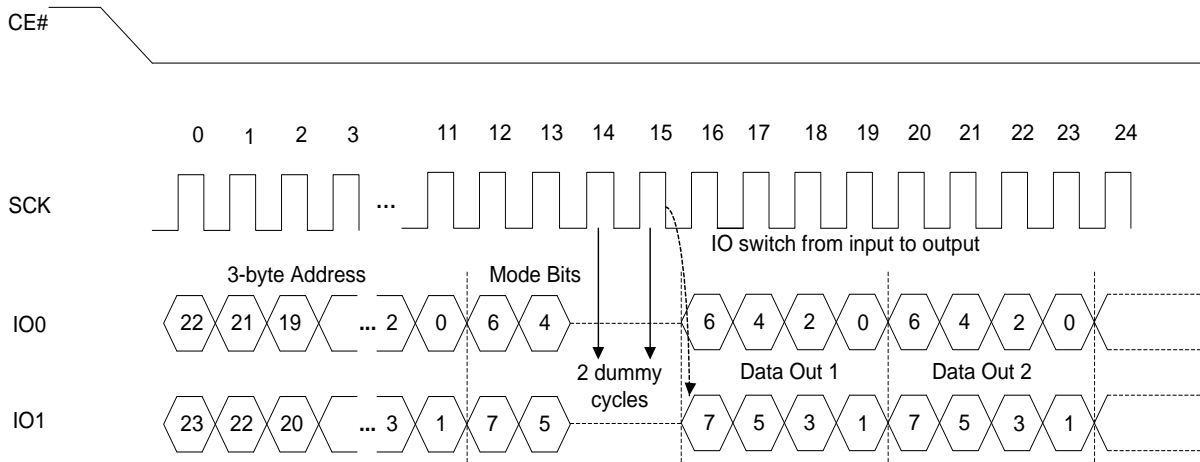 CE#
0 1 2 3 11 12 13 14 15 16 17 18 19 20 21 22 23 24
SCK ...
IO switch from input to output
3-byte Address Mode Bits
IO0 22 21 19 ... 2 0 6 4 6 4 2 0 6 4 2 0
2 dummy Data Out 1 Data Out 2
cycles
IO1 23 22 20 ... 3 1 7 5 7 5 3 1 7 5 3 1